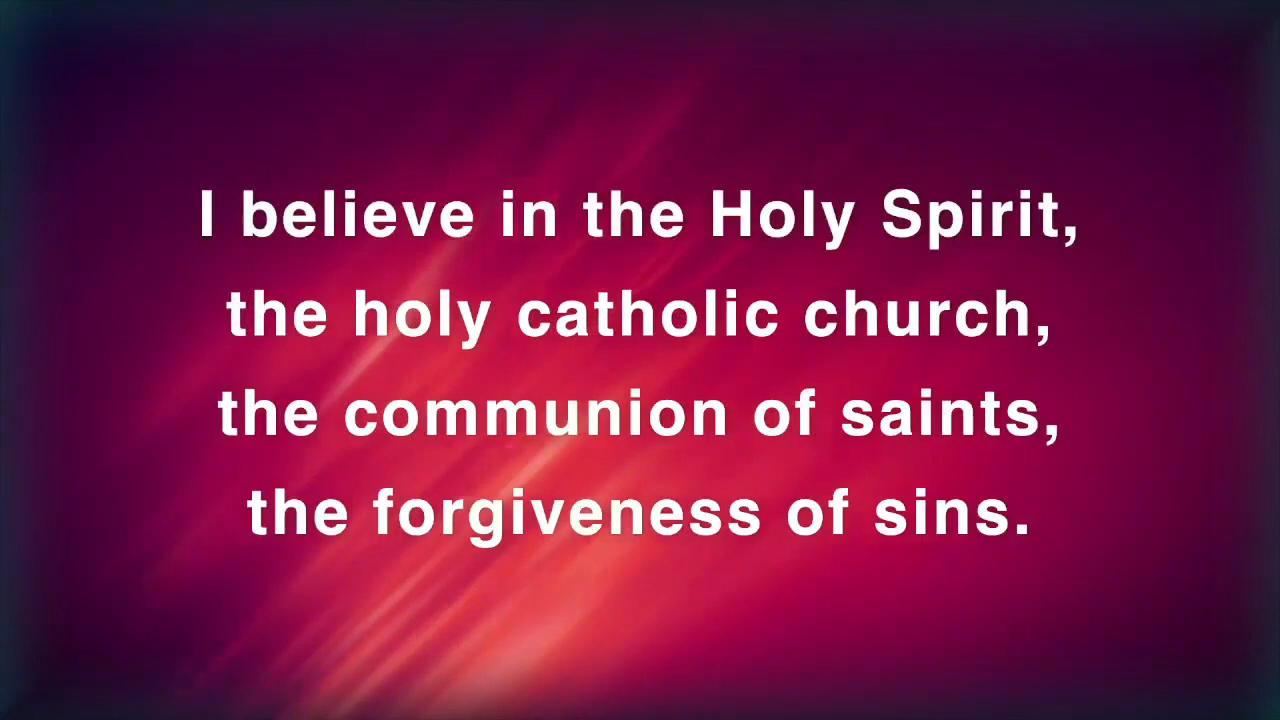 I believe in the Holy Spirit,
the holy catholic church,
the communion of saints,
the forgiveness of sins.